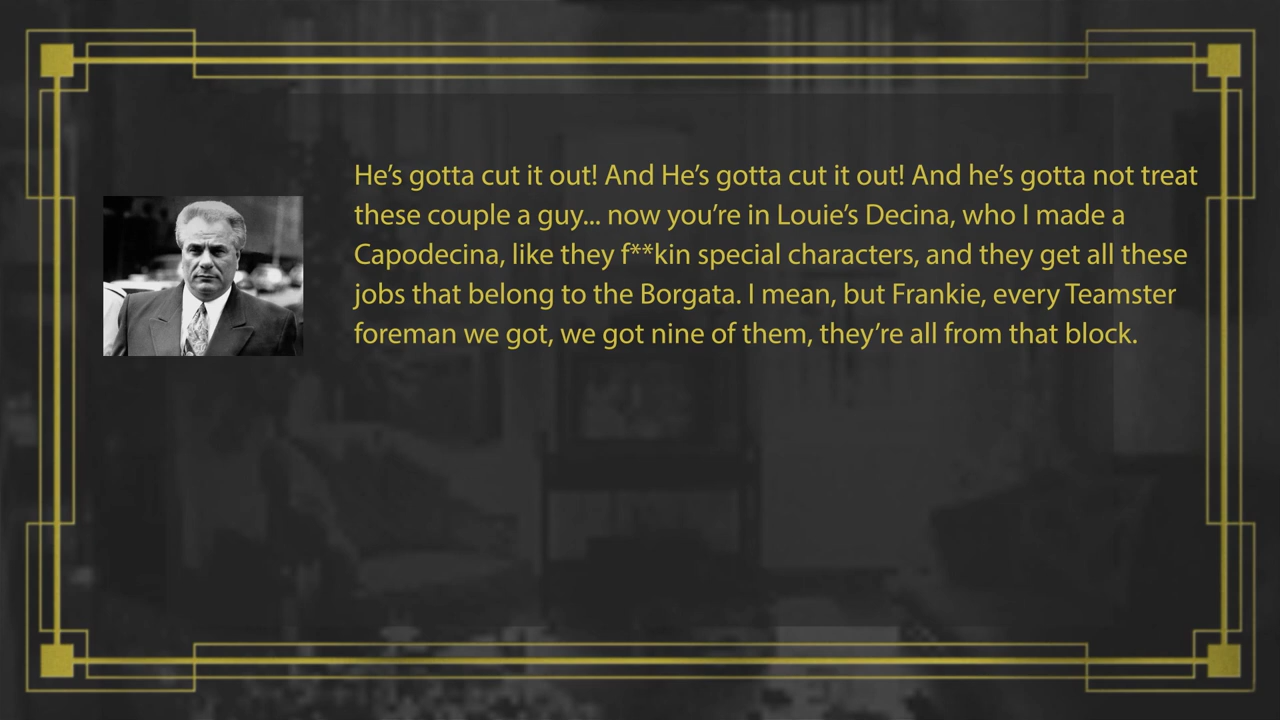 He’s gotta cut it out! And He’s gotta cut it out! And he’s gotta not treat
these couple a guy... now you’re in Louie’s Decina, who I made a
Capodecina, like they f**kin special characters, and they get all these
jobs that belong to the Borgata. I mean, but Frankie, every Teamster
foreman we got, we got nine of them, they’re all from that block.